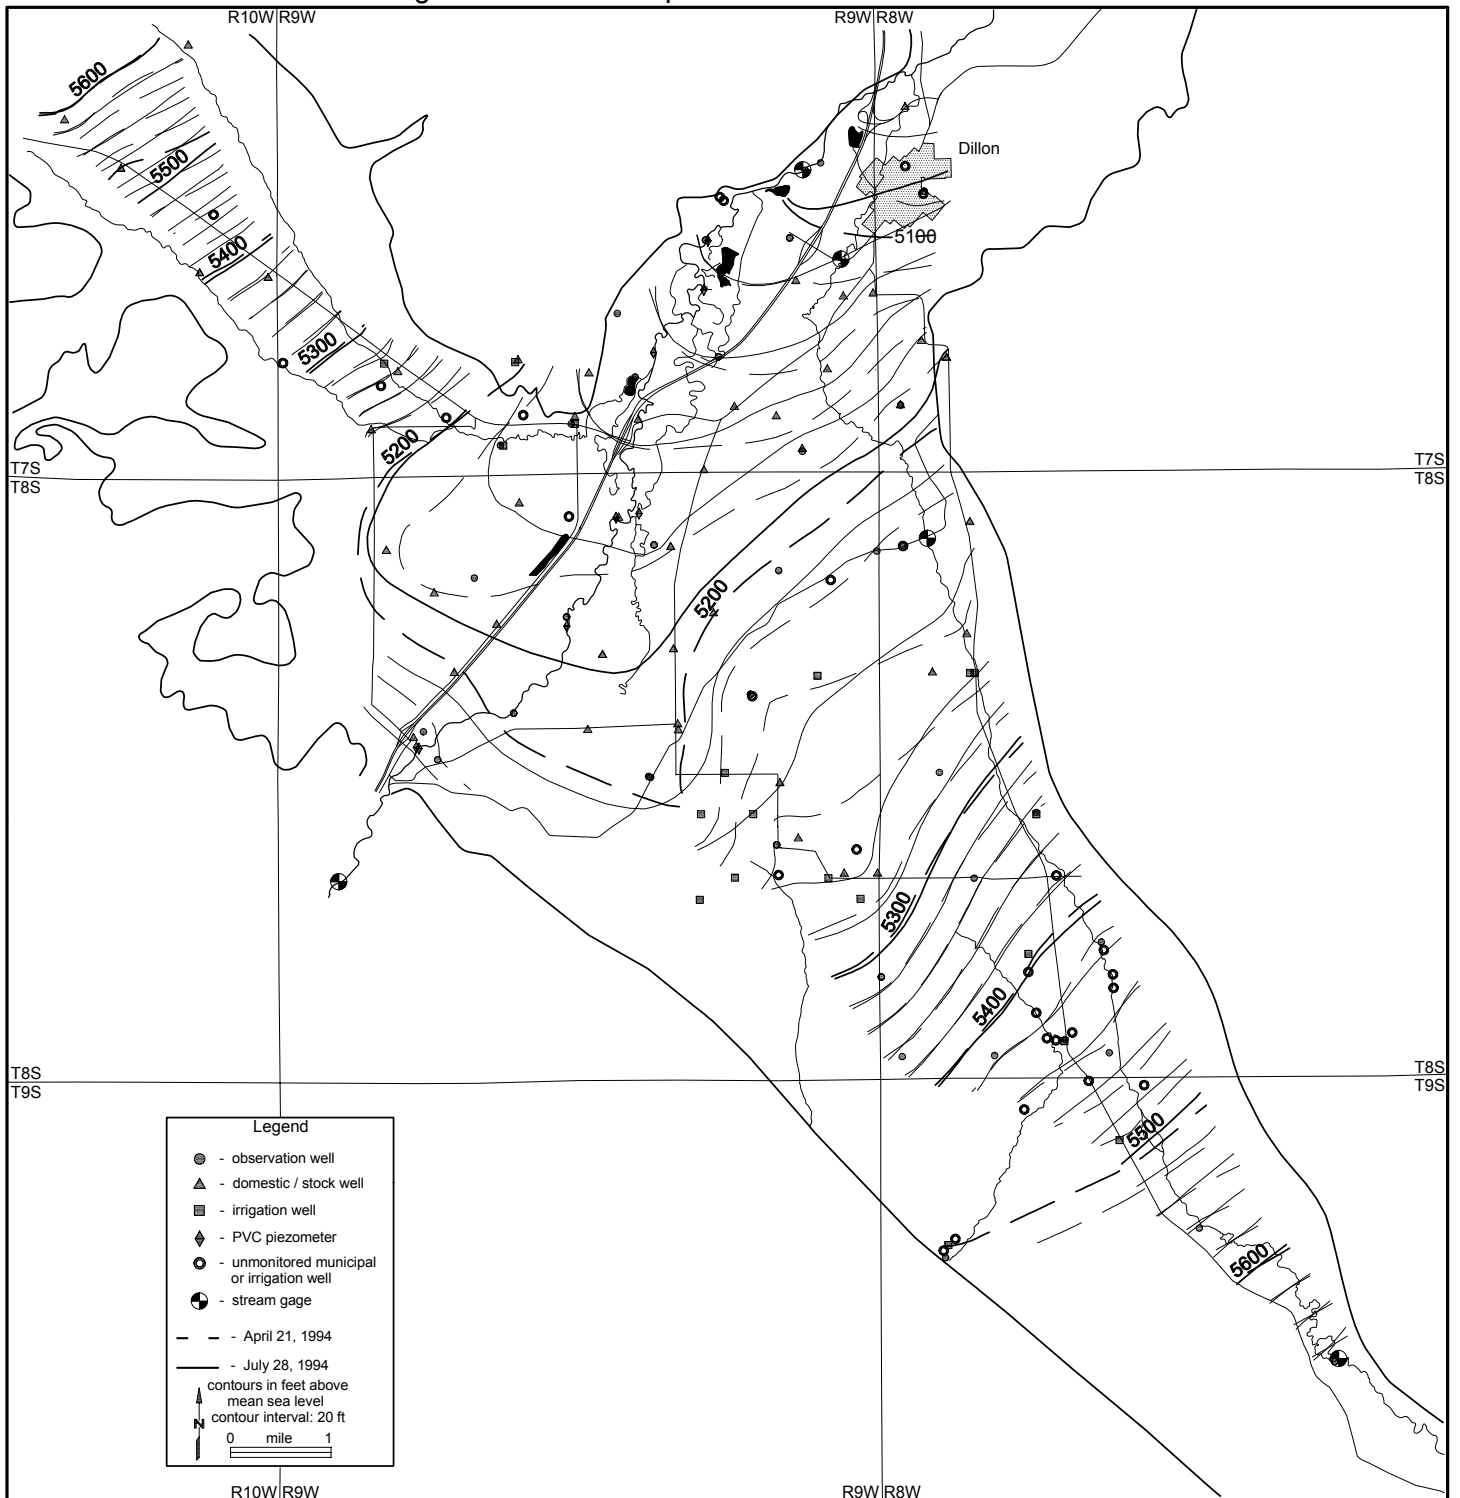 R10W R9W
R9W R8W
5600
Dillon
5500
5100
5400
5300
5200
T7S
T8S
T7S
T8S
5200
5300
5400
T8S
T9S
T8S
T9S
5500
5600
Legend
- observation well
- domestic / stock well
- irrigation well
- PVC piezometer
- unmonitored municipal
or irrigation well
- stream gage
- April 21, 1994
- July 28, 1994
contours in feet above
mean sea level
N contour interval: 20 ft
0 mile 1
R10W R9W
R9W R8W